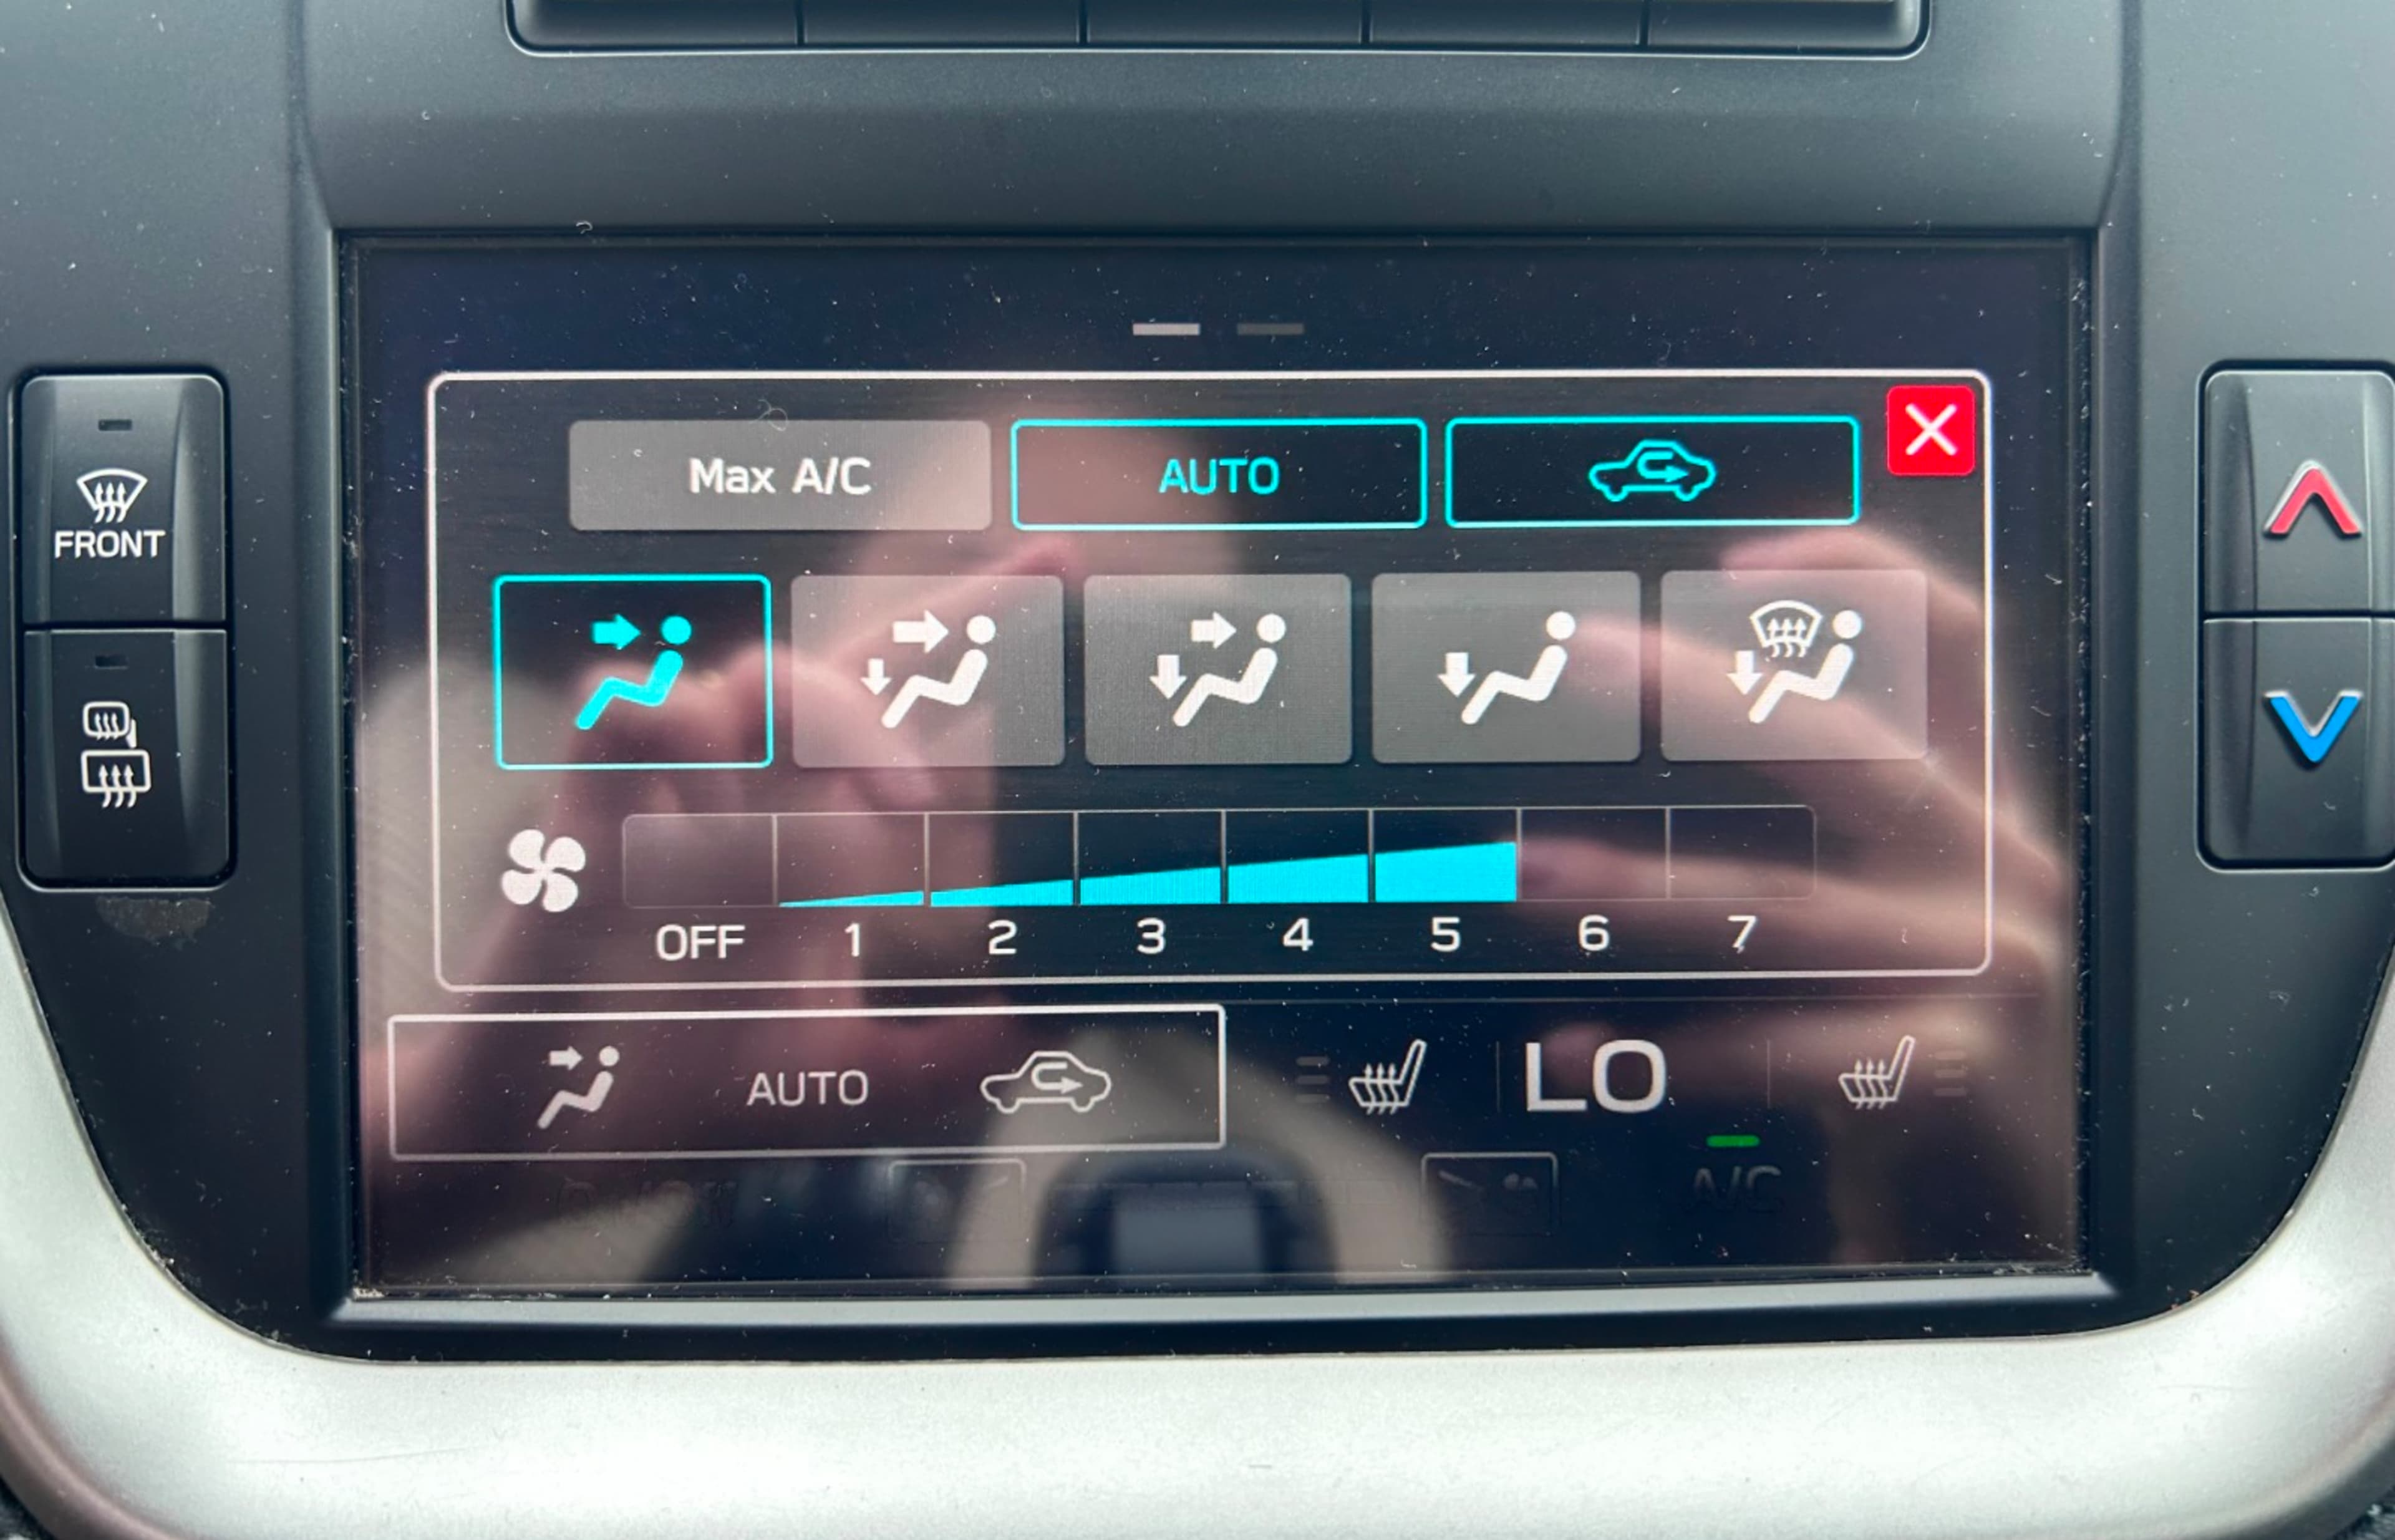 Max A/C AUTO
FRONT
OFF 1 2 3 4 5 6 7
AUTO LO
A/C